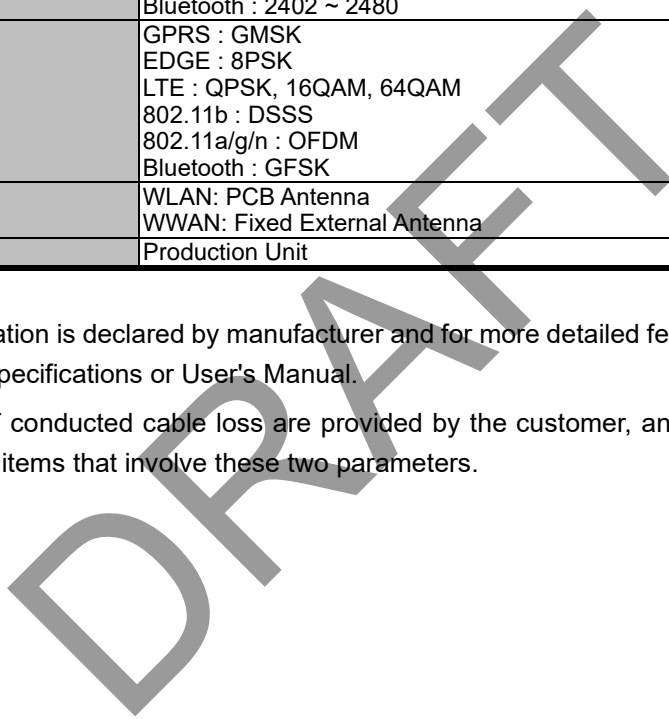 Bluetooth : 2402 ~ 2480
GPRS : GMSK
EDGE : 8PSK
LTE : QPSK, 16QAM, 64QAM
802.11b : DSSS
802.11a/g/n : OFDM
Bluetooth : GFSK
WLAN: PCB Antenna
WWAN: Fixed External Antenna
Production Unit
ation is declared by manufacturer and for more detailed fe
pecifications or User's Manual.
conducted cable loss are provided by the customer, an
items that involve these two parameters.
DRAFT